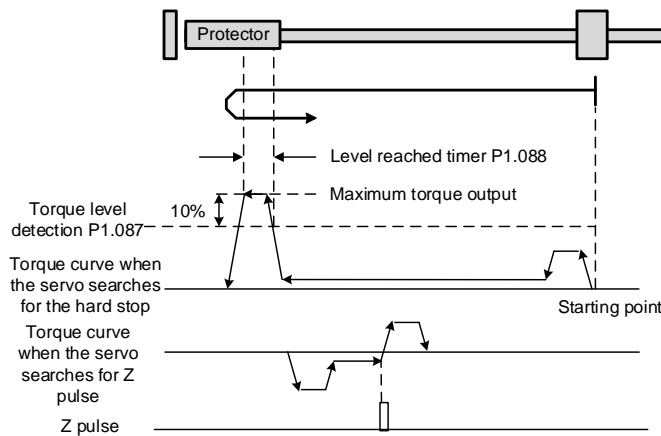 Protector
Level reached timer P1.088
Maximum torque output
10%
Torque level
detection P1.087
Torque curve when
the servo searches
for the hard stop
Starting point
Torque curve
when the servo
searches for Z
pulse
Z pulse